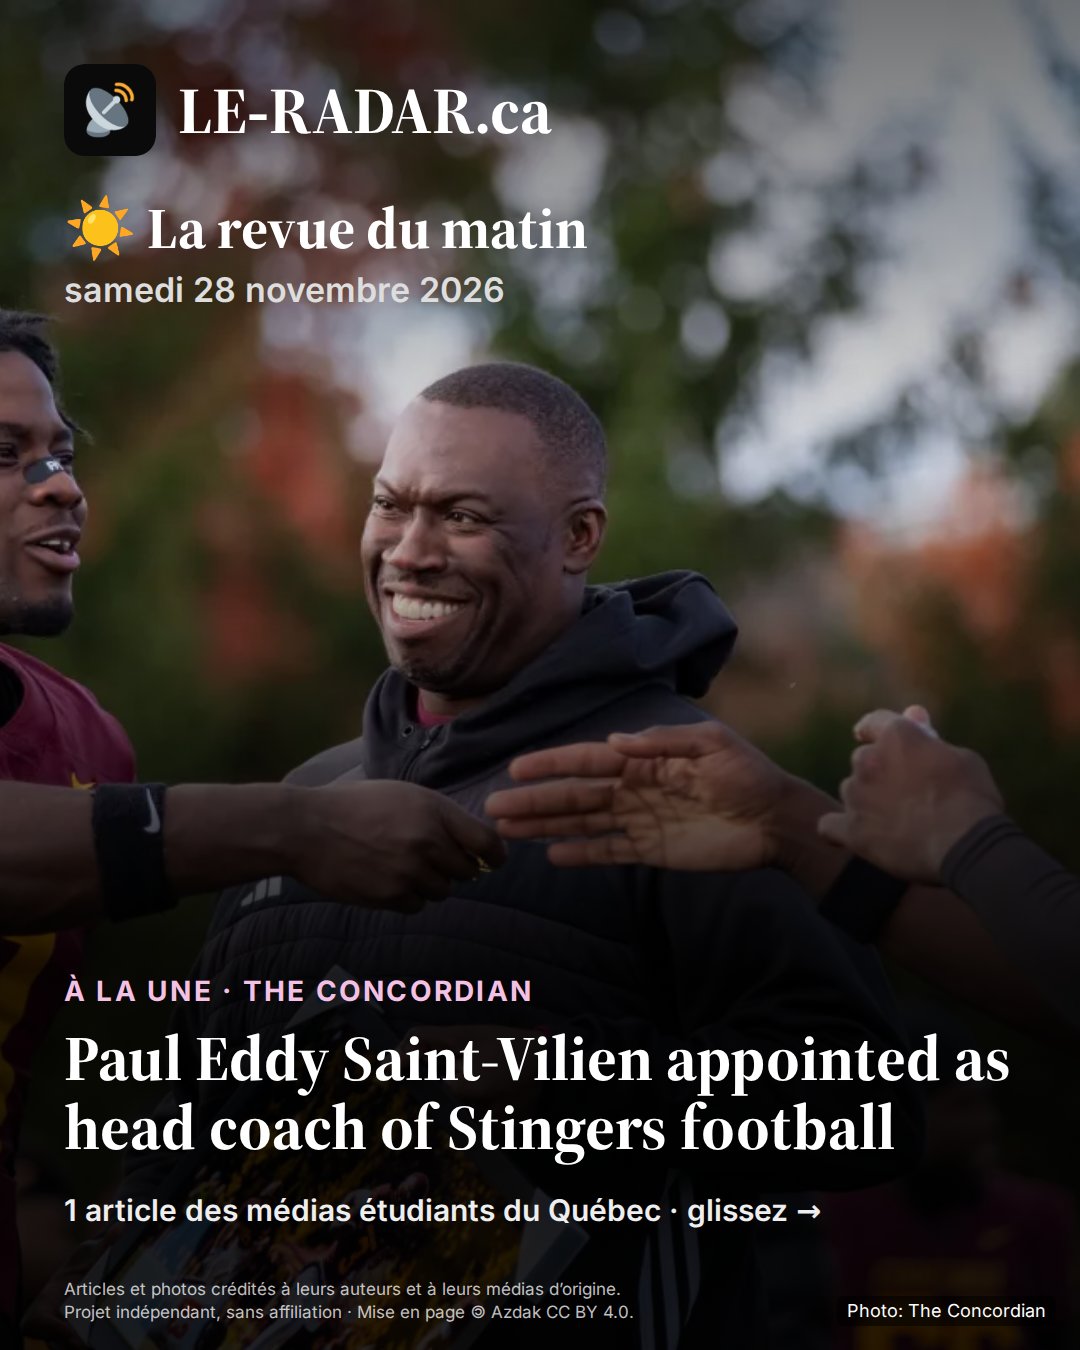 LE-RADAR.ca
La revue du matin
samedi 28 novembre 2026
À LA UNE · THE CONCORDIAN
Paul Eddy Saint-Vilien appointed as
head coach of Stingers football
1 article des médias étudiants du Québec · glissez →
Articles et photos crédités à leurs auteurs et à leurs médias d’origine.
Projet indépendant, sans affiliation · Mise en page © Azdak CC BY 4.0.
Photo: The Concordian